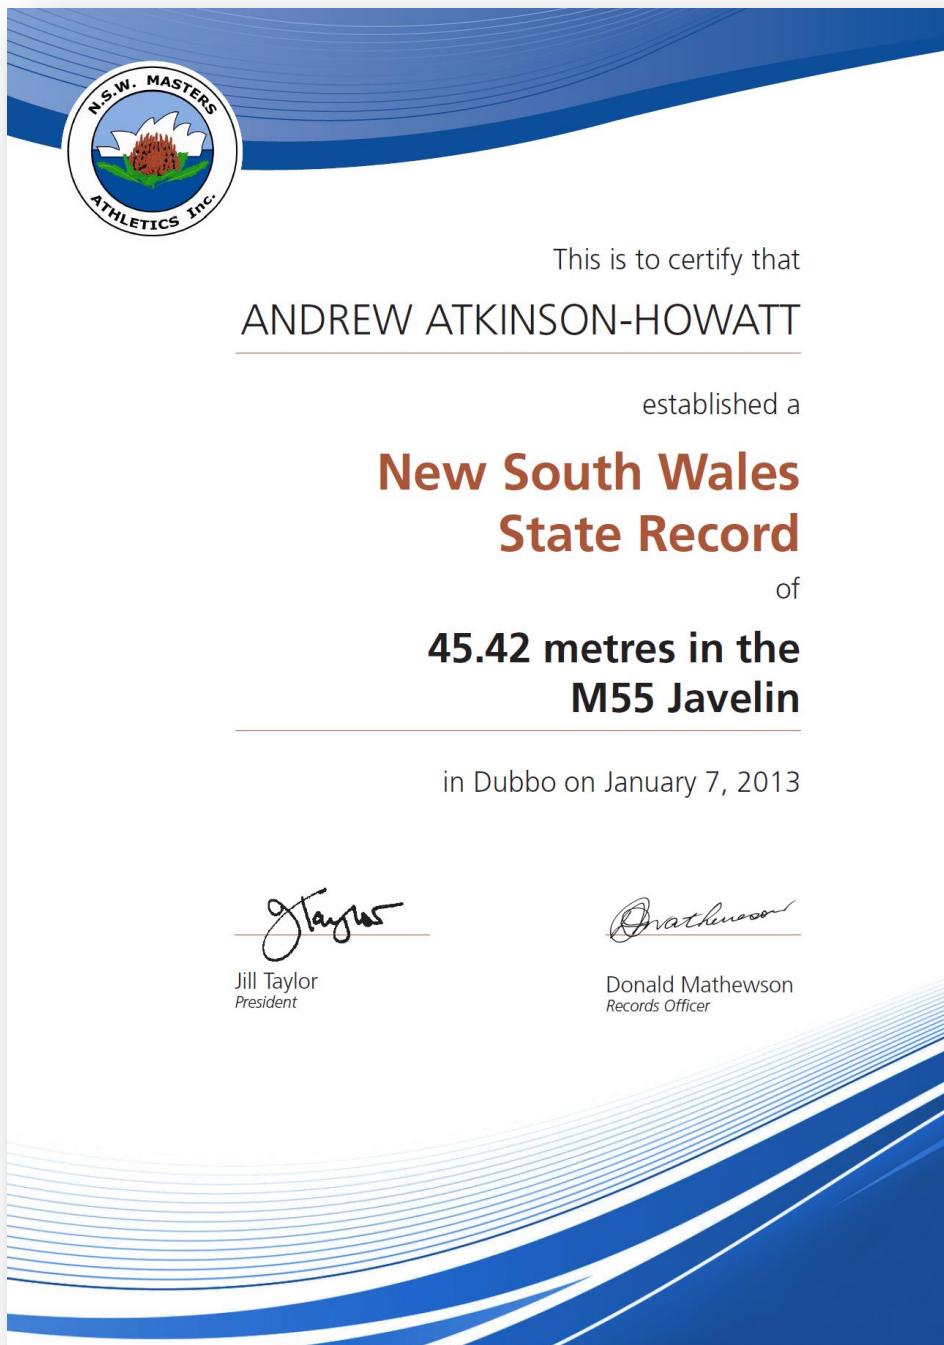 N.S.W. MASTERS
ATHLETICS Inc.
This is to certify that
ANDREW ATKINSON-HOWATT
established a
New South Wales
State Record
of
45.42 metres in the
M55 Javelin
in Dubbo on January 7, 2013
JTaylor
DMathewson
Jill Taylor
President
Donald Mathewson
Records Officer